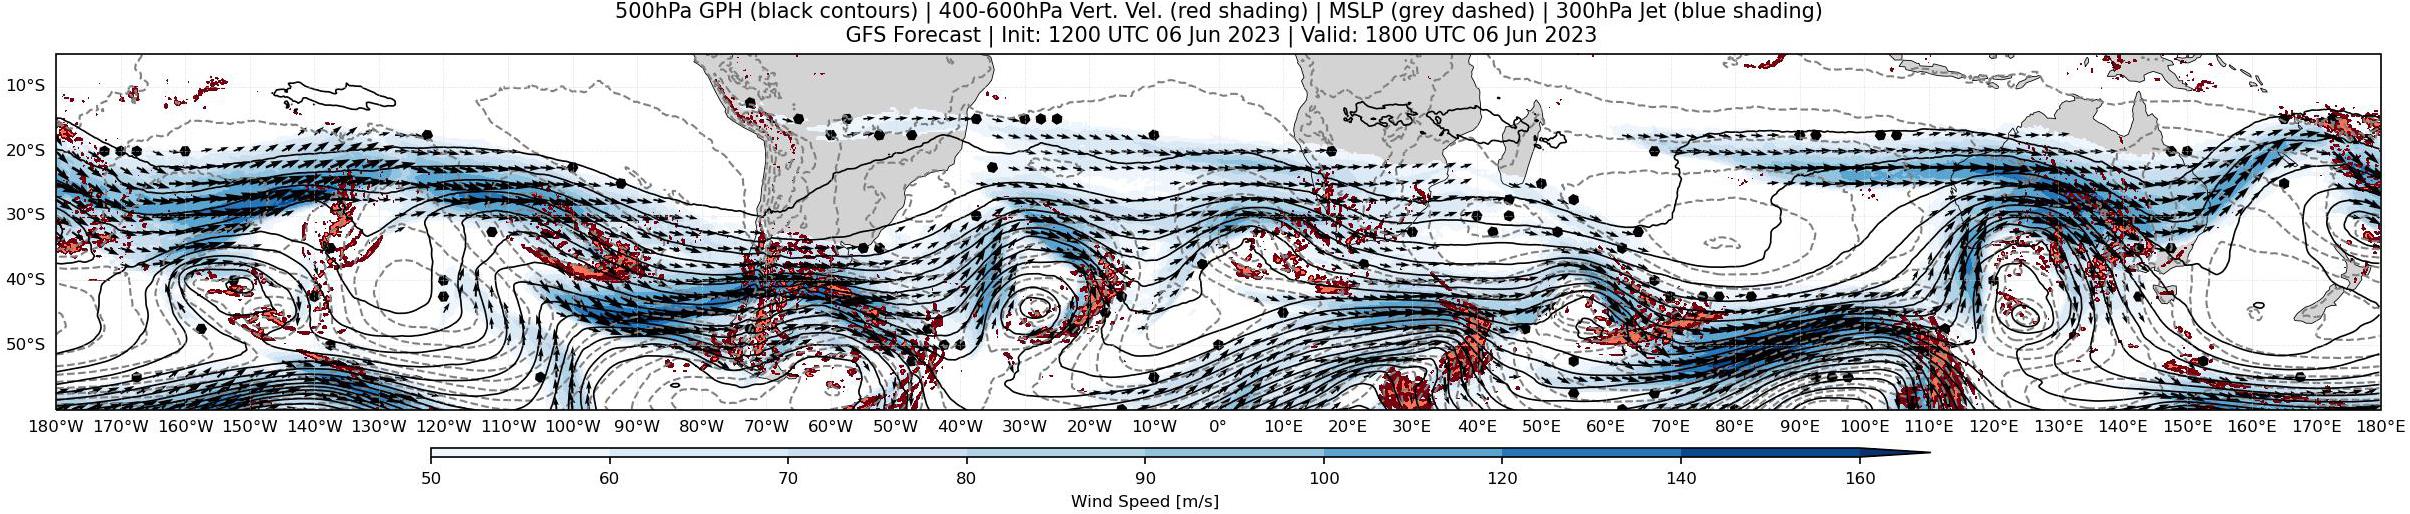 500hPa GPH (black contours) | 400-600hPa Vert. Vel. (red shading) | MSLP (grey dashed) | 300hPa Jet (blue shading)
GFS Forecast | Init: 1200 UTC 06 Jun 2023 | Valid: 1800 UTC 06 Jun 2023
10°S
20°S
30°S
40°S
50°S
180°W 170°W 160°W 150°W 140°W 130°W 120°W 110°W 100°W 90°W 80°W 70°W 60°W 50°W 40°W 30°W 20°W 10°W 0° 10°E 20°E 30°E 40°E 50°E 60°E 70°E 80°E 90°E 100°E 110°E 120°E 130°E 140°E 150°E 160°E 170°E 180°E
50 60 70 80 90 100 120 140 160
Wind Speed [m/s]